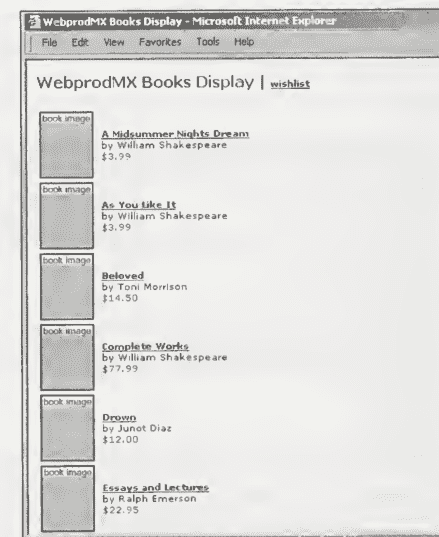 WebprodMX Books Display - Microsoft Internet Explorer
File Edit View Favorites Tools Help
WebprodMX Books Display | wishlist
book image
A Midsummer Nights Dream
by William Shakespeare
$3.99
book image
As You Like It
by William Shakespeare
$3.99
book image
Beloved
by Toni Morrison
$14.50
book image
Complete Works
by William Shakespeare
$77.99
book image
Drown
by Junot Diaz
$12.00
book image
Essays and Lectures
by Ralph Emerson
$22.95